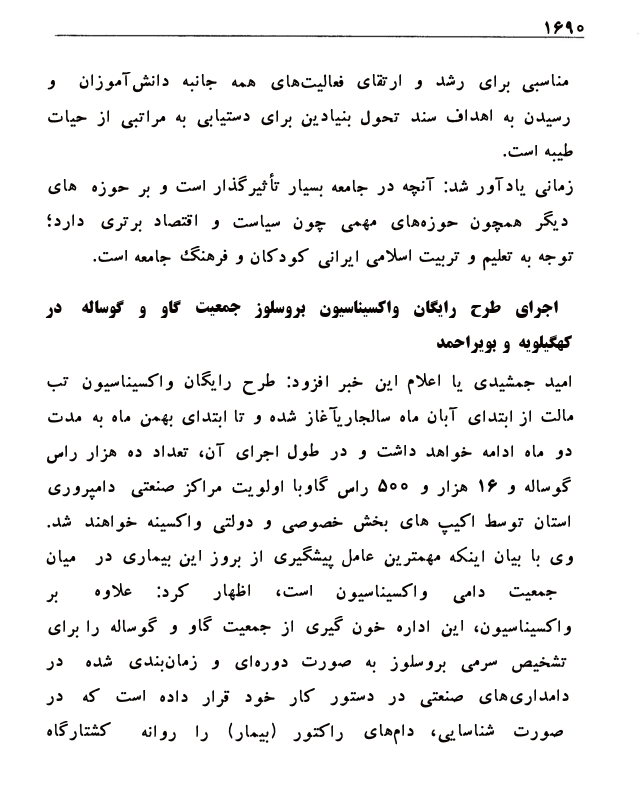 ۱۶۹۰
مناسبی برای رشد و ارتقای فعالیت‌های همه جانبه دانش‌آموزان و
رسیدن به اهداف سند تحول بنیادین برای دستیابی به مراتبی از حیات
طیبه است.
زمانی یادآور شد: آنچه در جامعه بسیار تأثیرگذار است و بر حوزه های
دیگر همچون حوزه‌های مهمی چون سیاست و اقتصاد برتری دارد؛
توجه به تعلیم و تربیت اسلامی ایرانی کودکان و فرهنگ جامعه است.
اجرای طرح رایگان واکسیناسیون بروسلوز جمعیت گاو و گوساله در
کهگیلویه و بویراحمد
امید جمشیدی یا اعلام این خبر افزود: طرح رایگان واکسیناسیون تب
مالت از ابتدای آبان ماه سالجاریآغاز شده و تا ابتدای بهمن ماه به مدت
دو ماه ادامه خواهد داشت و در طول اجرای آن، تعداد ده هزار راس
گوساله و ۱۶ هزار و ۵۰۰ راس گاوبا اولویت مراکز صنعتی دامپروری
استان توسط اکیپ های بخش خصوصی و دولتی واکسینه خواهند شد.
وی با بیان اینکه مهمترین عامل پیشگیری از بروز این بیماری در میان
جمعیت دامی واکسیناسیون است، اظهار کرد: علاوه بر
واکسیناسیون، این اداره خون گیری از جمعیت گاو و گوساله را برای
تشخیص سرمی بروسلوز به صورت دوره‌ای و زمان‌بندی شده در
دامداری‌های صنعتی در دستور کار خود قرار داده است که در
صورت شناسایی، دام‌های راکتور (بیمار) را روانه کشتارگاه